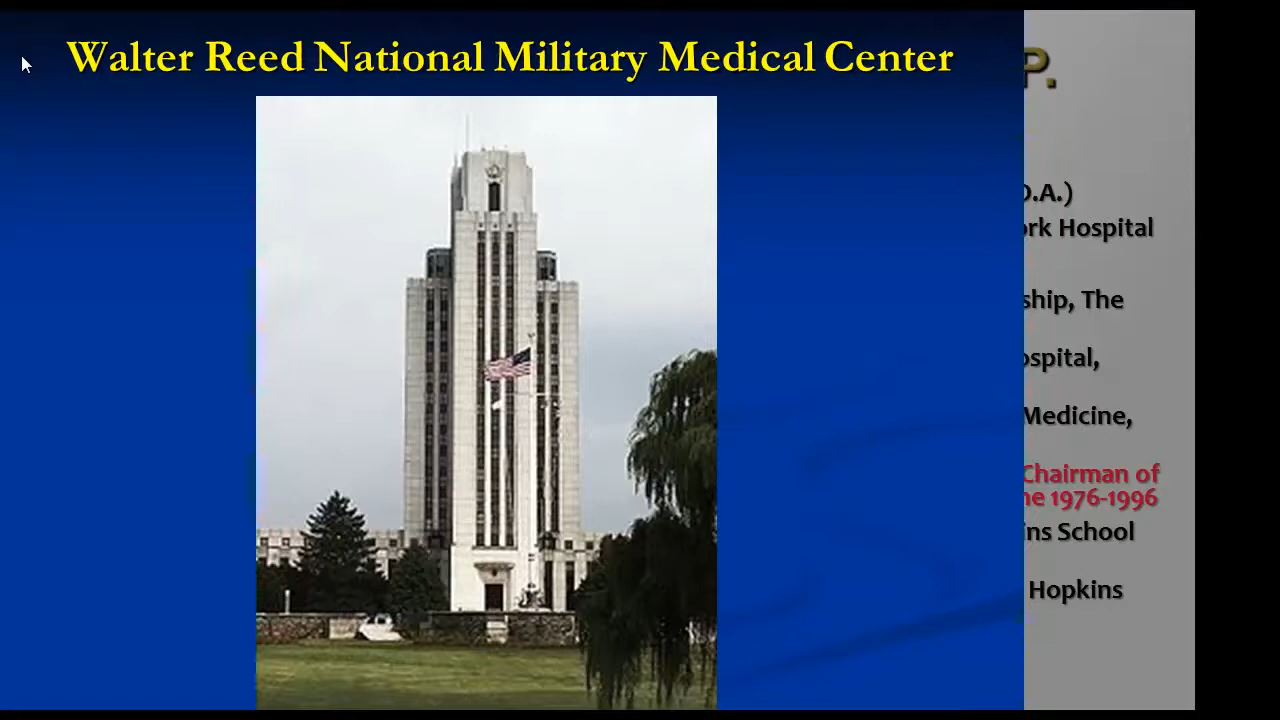 Walter Reed National Military Medical Center
P.
O.A.)
ork Hospital
ship, The
ospital,
Medicine,
Chairman of
ne 1976-1996
ins School
Hopkins